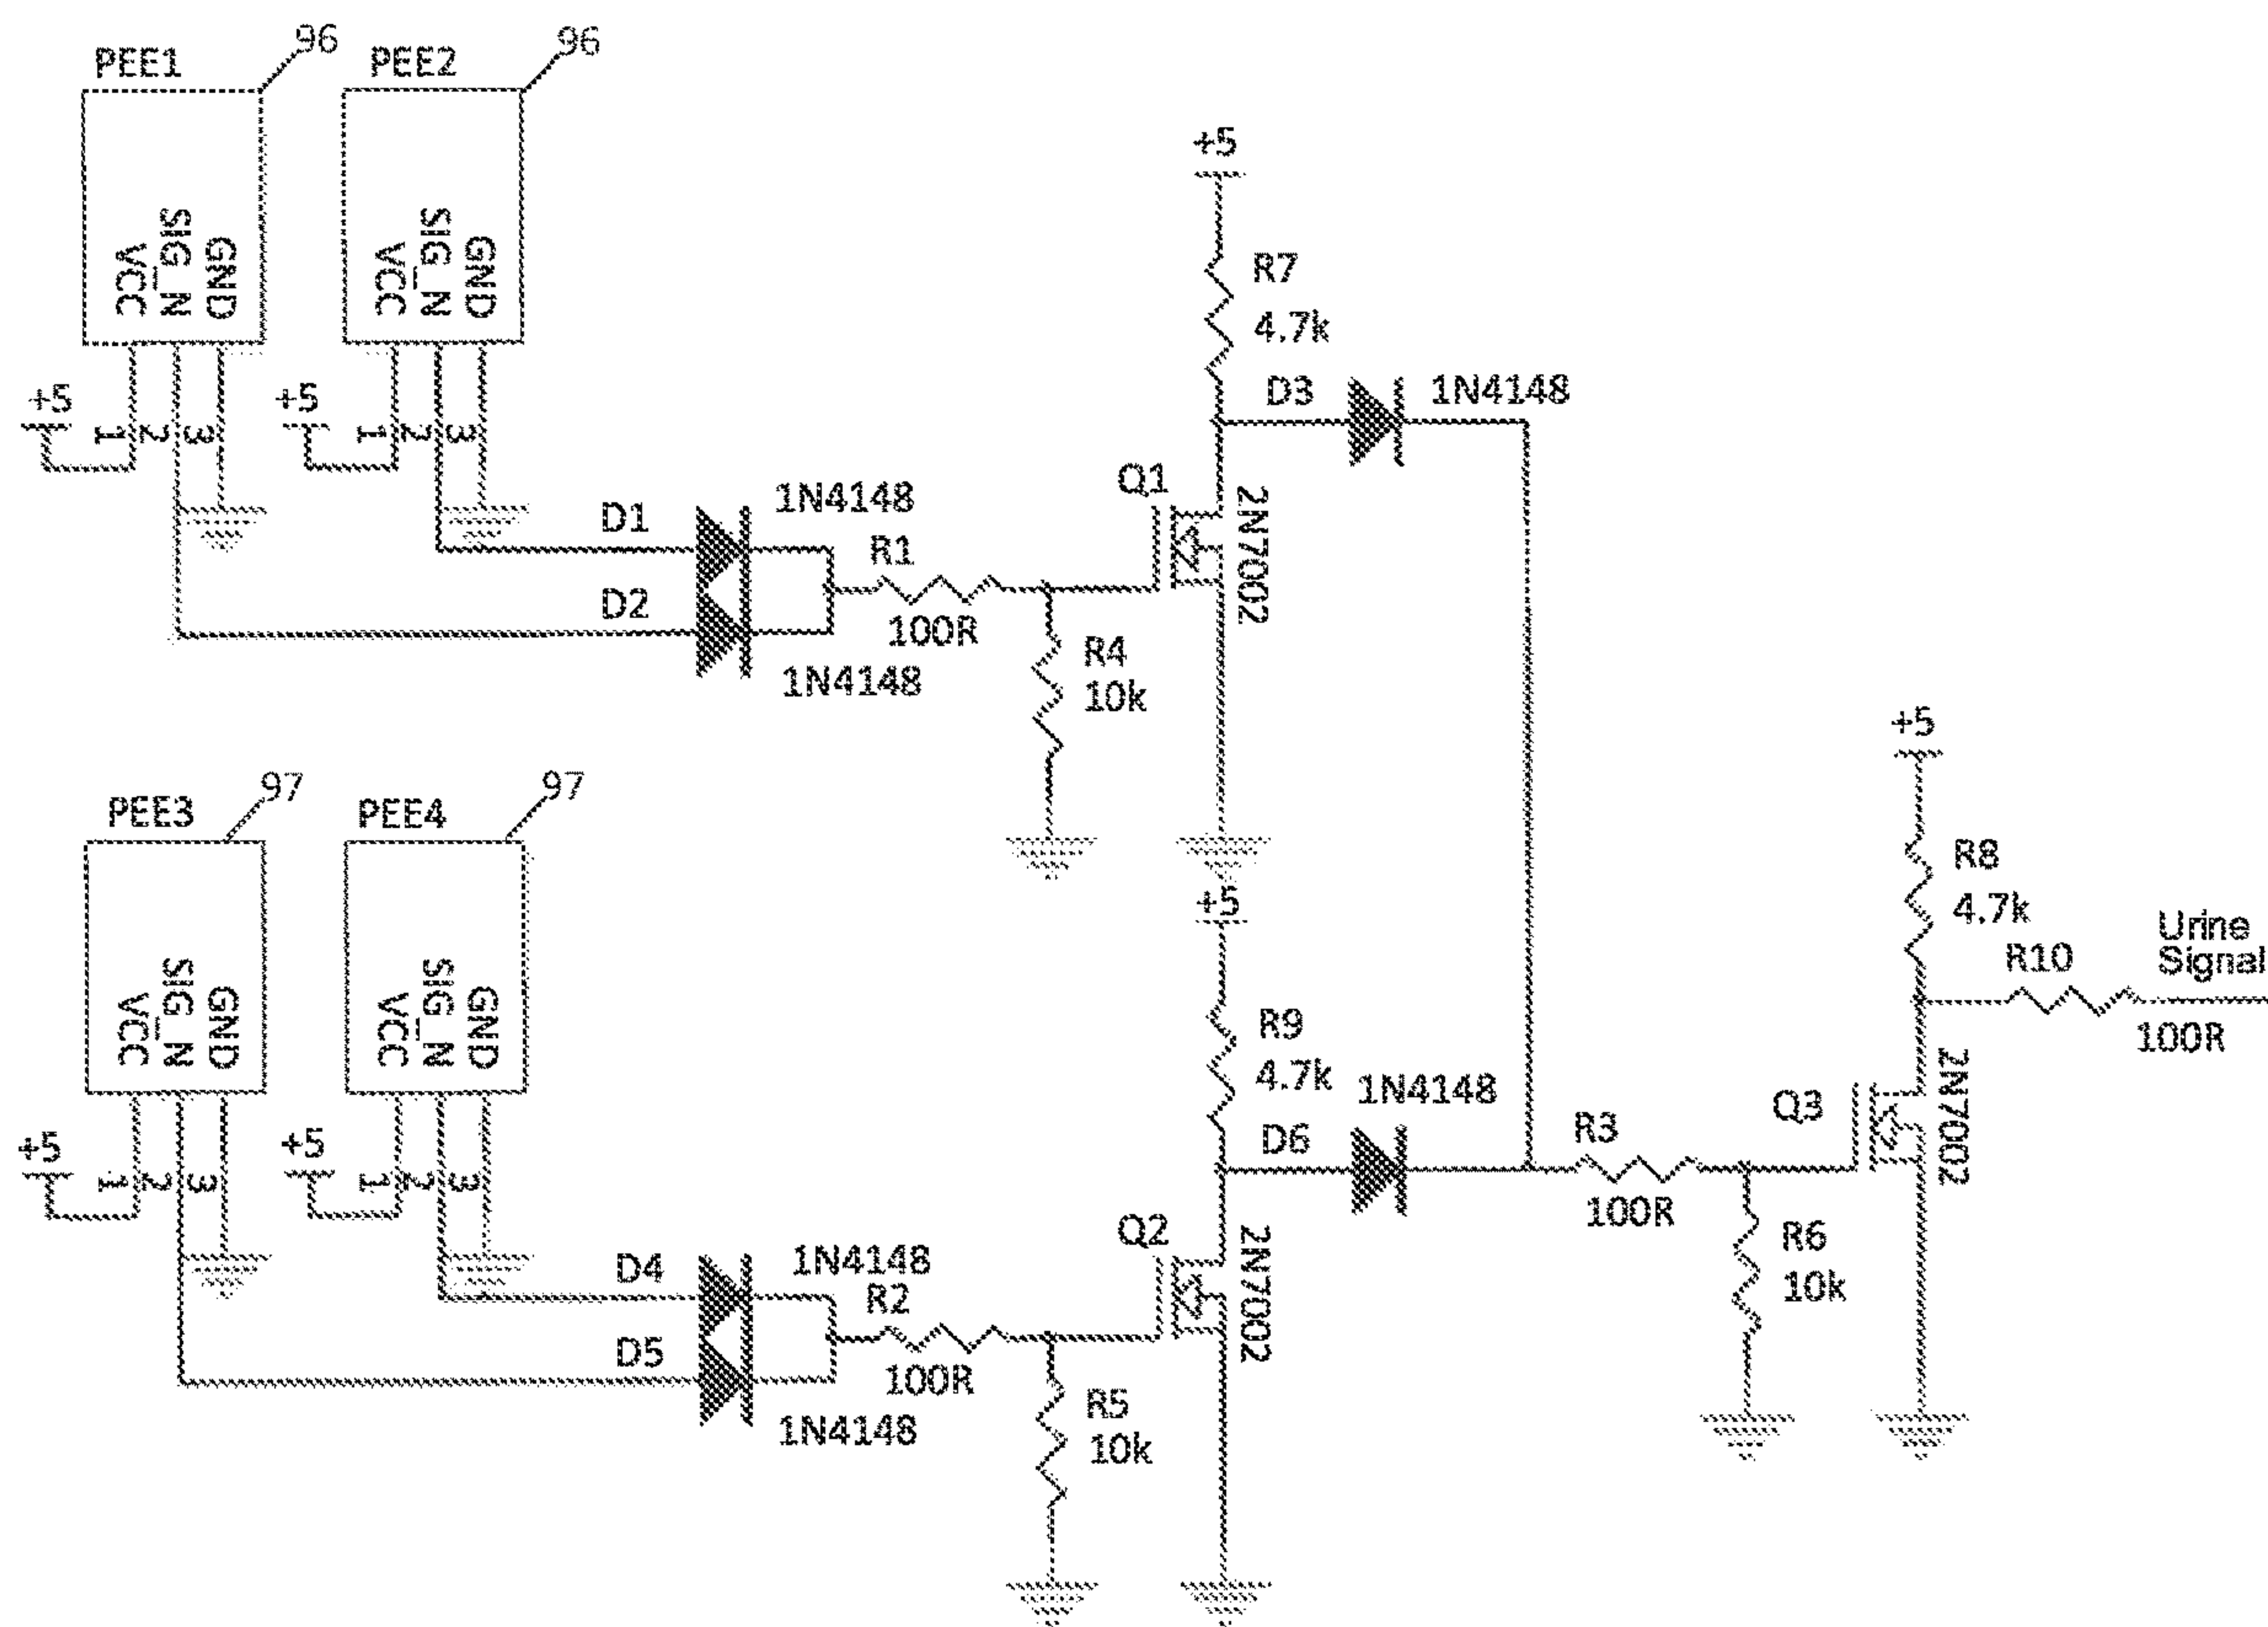 PEE1
96
PEE2
96
VCC
SIG_N
GND
VCC
SIG_N
GND
+5
1
2
3
+5
1
2
3
+5
R7
4.7k
D3
1N4148
Q1
2N7002
D1
1N4148
D2
1N4148
R1
100R
R4
10k
PEE3
97
PEE4
97
VCC
SIG_N
GND
VCC
SIG_N
GND
+5
1
2
3
+5
1
2
3
+5
R9
4.7k
D6
1N4148
Q2
2N7002
D4
1N4148
D5
1N4148
R2
100R
R5
10k
+5
R8
4.7k
R10
100R
Urine
Signal
Q3
2N7002
R3
100R
R6
10k